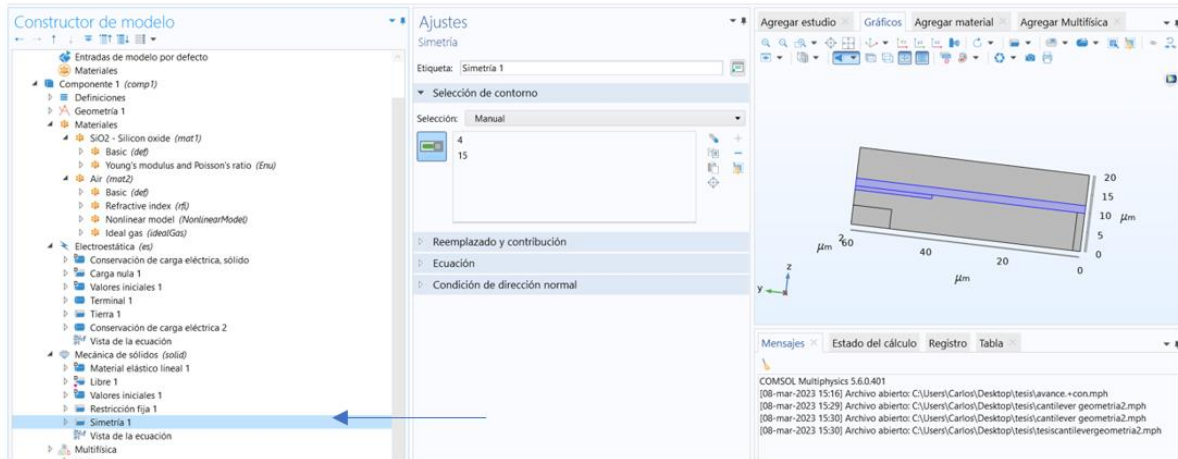 Constructor de modelo
Entradas de modelo por defecto
Materiales
Componente 1 (comp1)
Definiciones
Geometría 1
Materiales
SiO2 - Silicon oxide (mat1)
Basic (def)
Young's modulus and Poisson's ratio (Enu)
Air (mat2)
Basic (def)
Refractive index (rfi)
Nonlinear model (NonlinearModel)
Ideal gas (idealGas)
Electroestática (es)
Conservación de carga eléctrica, sólido
Carga nula 1
Valores iniciales 1
Terminal 1
Tierra 1
Conservación de carga eléctrica 2
Vista de la ecuación
Mecánica de sólidos (solid)
Material elástico lineal 1
Libre 1
Valores iniciales 1
Restricción fija 1
Simetría 1
Vista de la ecuación
Multifísica
Ajustes
Simetría
Etiqueta: Simetría 1
Selección de contorno
Selección: Manual
4
15
Reemplazado y contribución
Ecuación
Condición de dirección normal
Agregar estudio Gráficos Agregar material Agregar Multifísica
20
15
10 μm
5
0
μm
2
60
40
20
0
μm
z
y
Mensajes Estado del cálculo Registro Tabla
COMSOL Multiphysics 5.6.0.401
[08-mar-2023 15:16] Archivo abierto: C:\Users\Carlos\Desktop\tesis\avance.+con.mph
[08-mar-2023 15:29] Archivo abierto: C:\Users\Carlos\Desktop\tesis\cantilever geometria2.mph
[08-mar-2023 15:30] Archivo abierto: C:\Users\Carlos\Desktop\tesis\cantilever geometria2.mph
[08-mar-2023 15:30] Archivo abierto: C:\Users\Carlos\Desktop\tesis\tesiscantilevergeometria2.mph